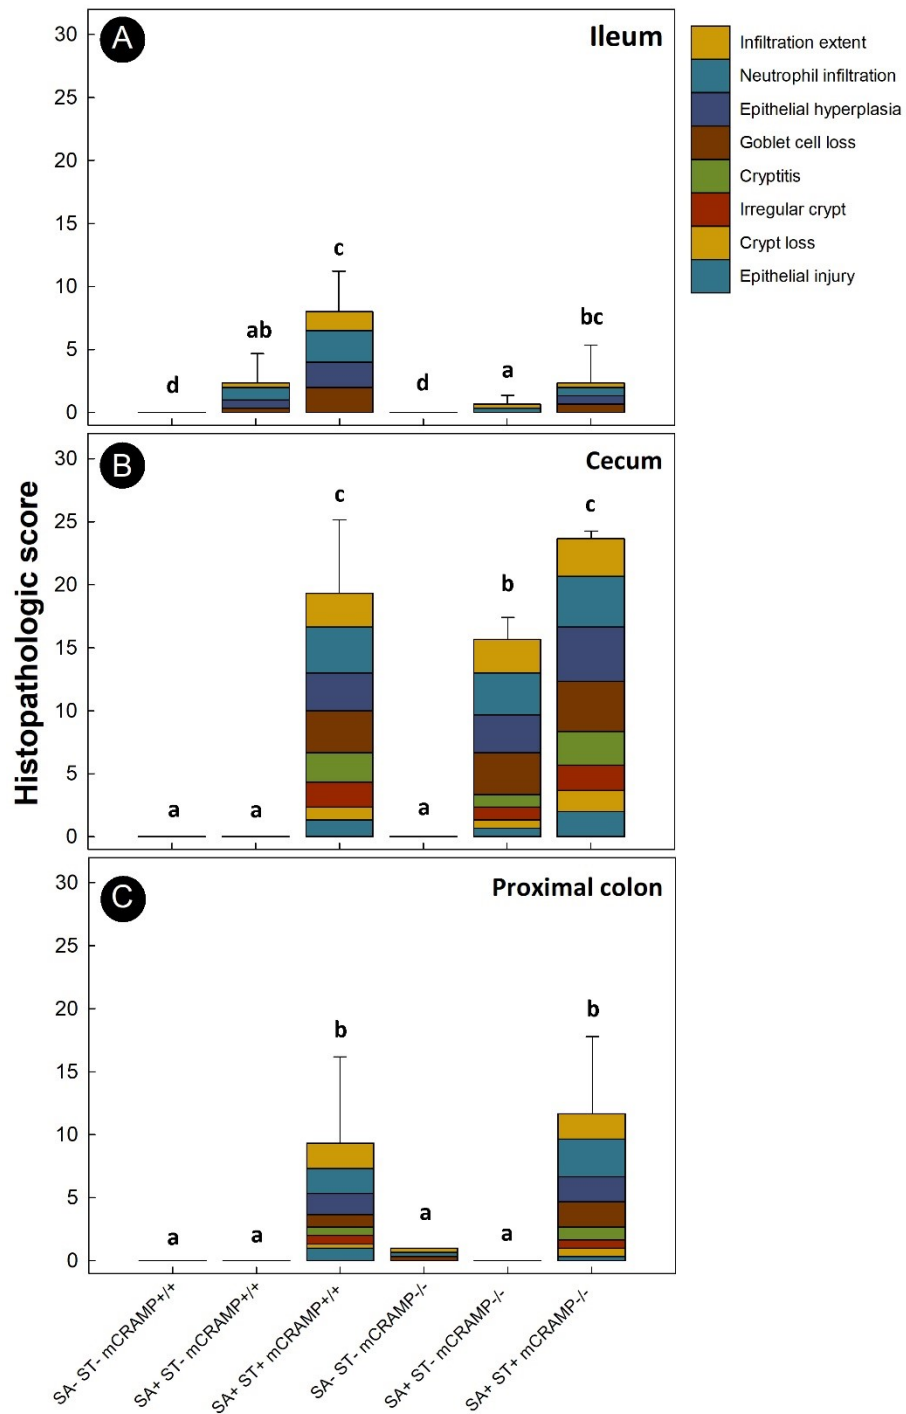 A
Ileum
30
25
20
15
10
5
0
d
ab
c
d
a
bc
Infiltration extent
Neutrophil infiltration
Epithelial hyperplasia
Goblet cell loss
Cryptitis
Irregular crypt
Crypt loss
Epithelial injury
Histopathologic score
B
Cecum
30
25
20
15
10
5
0
a
a
c
a
b
c
C
Proximal colon
30
25
20
15
10
5
0
a
a
b
a
a
b
SA- ST- mCRAMP+/+
SA+ ST- mCRAMP+/+
SA+ ST+ mCRAMP+/+
SA- ST- mCRAMP-/-
SA+ ST- mCRAMP-/-
SA+ ST+ mCRAMP-/-